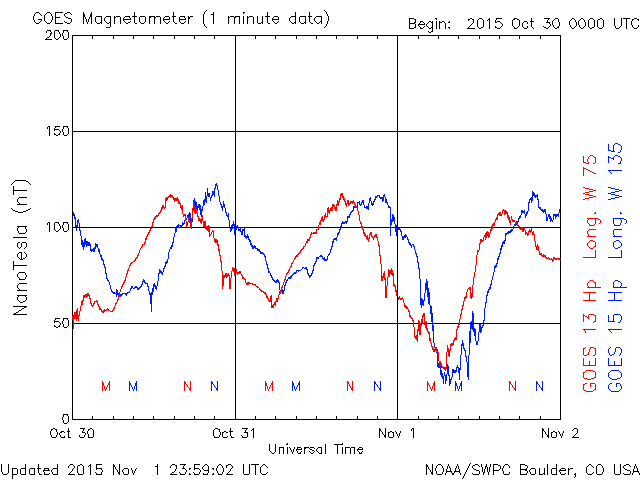 GOES Magnetometer (1 minute data)
Begin: 2015 Oct 30 0000 UTC
200
150
100
50
0
NanoTesla (nT)
M M N N M M N N M M N N
Oct 30 Oct 31 Nov 1 Nov 2
Universal Time
GOES 13 Hp Long. W 75
GOES 15 Hp Long. W 135
Updated 2015 Nov 1 23:59:02 UTC
NOAA/SWPC Boulder, CO USA